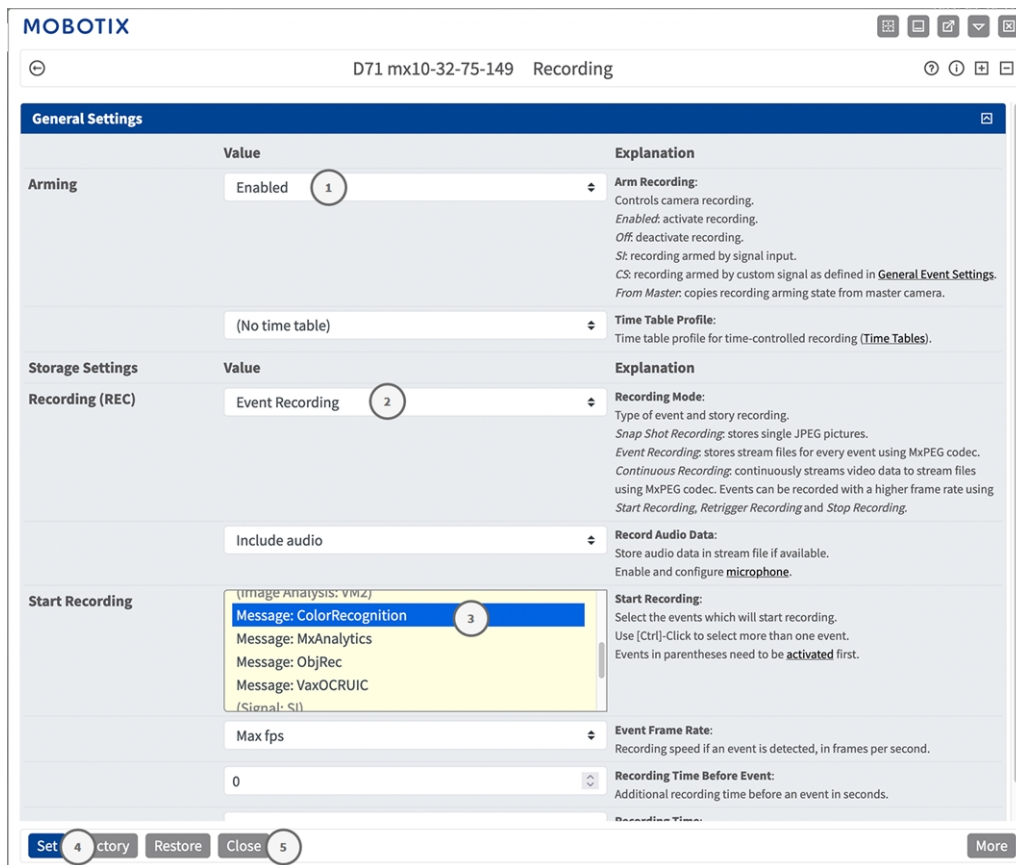 MOBOTIX
D71 mx10-32-75-149 Recording
General Settings
Value
Explanation
Arming
Enabled
1
Arm Recording:
Controls camera recording.
Enabled: activate recording.
Off: deactivate recording.
SI: recording armed by signal input.
CS: recording armed by custom signal as defined in General Event Settings.
From Master: copies recording arming state from master camera.
(No time table)
Time Table Profile:
Time table profile for time-controlled recording (Time Tables).
Storage Settings
Value
Explanation
Recording (REC)
Event Recording
2
Recording Mode:
Type of event and story recording.
Snap Shot Recording: stores single JPEG pictures.
Event Recording: stores stream files for every event using MxPEG codec.
Continuous Recording: continuously streams video data to stream files
using MxPEG codec. Events can be recorded with a higher frame rate using
Start Recording, Retrigger Recording and Stop Recording.
Include audio
Record Audio Data:
Store audio data in stream file if available.
Enable and configure microphone.
Start Recording
(Image Analysis: VM2)
Message: ColorRecognition
3
Message: MxAnalytics
Message: ObjRec
Message: VaxOCRUIC
(Signal: SI)
Start Recording:
Select the events which will start recording.
Use [Ctrl]-Click to select more than one event.
Events in parentheses need to be activated first.
Max fps
Event Frame Rate:
Recording speed if an event is detected, in frames per second.
0
Recording Time Before Event:
Additional recording time before an event in seconds.
Recording Time:
Set
4
ctory
Restore
Close
5
More